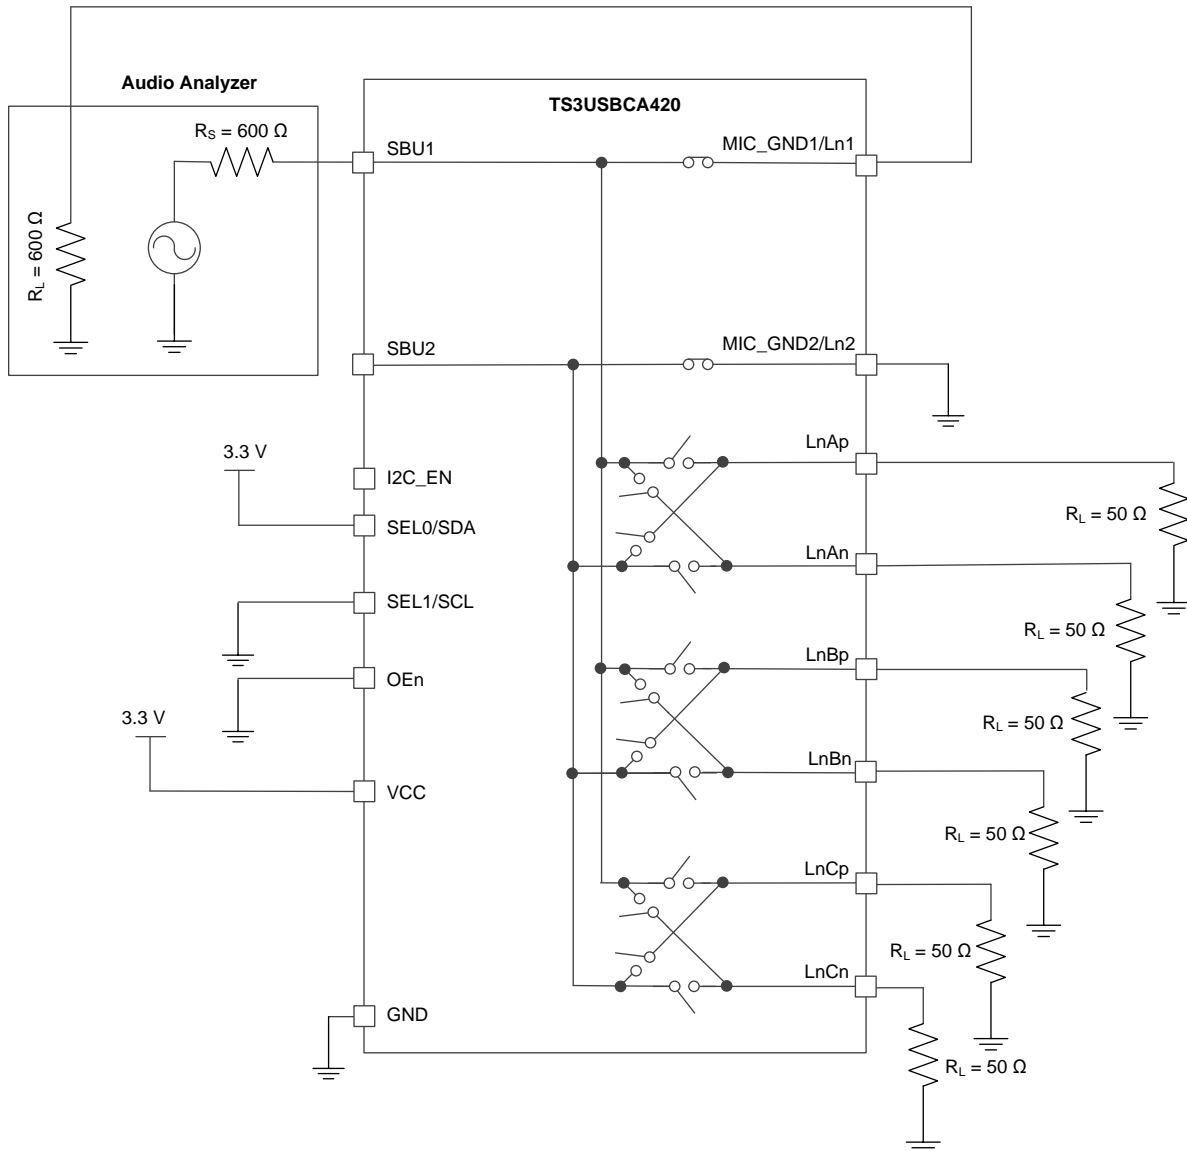 Audio Analyzer
TS3USBCA420
RS = 600 Ω
SBU1
MIC_GND1/Ln1
RL = 600 Ω
SBU2
MIC_GND2/Ln2
3.3 V
LnAp
I2C_EN
SEL0/SDA
RL = 50 Ω
LnAn
SEL1/SCL
RL = 50 Ω
LnBp
OEn
3.3 V
RL = 50 Ω
LnBn
VCC
RL = 50 Ω
LnCp
RL = 50 Ω
LnCn
GND
RL = 50 Ω